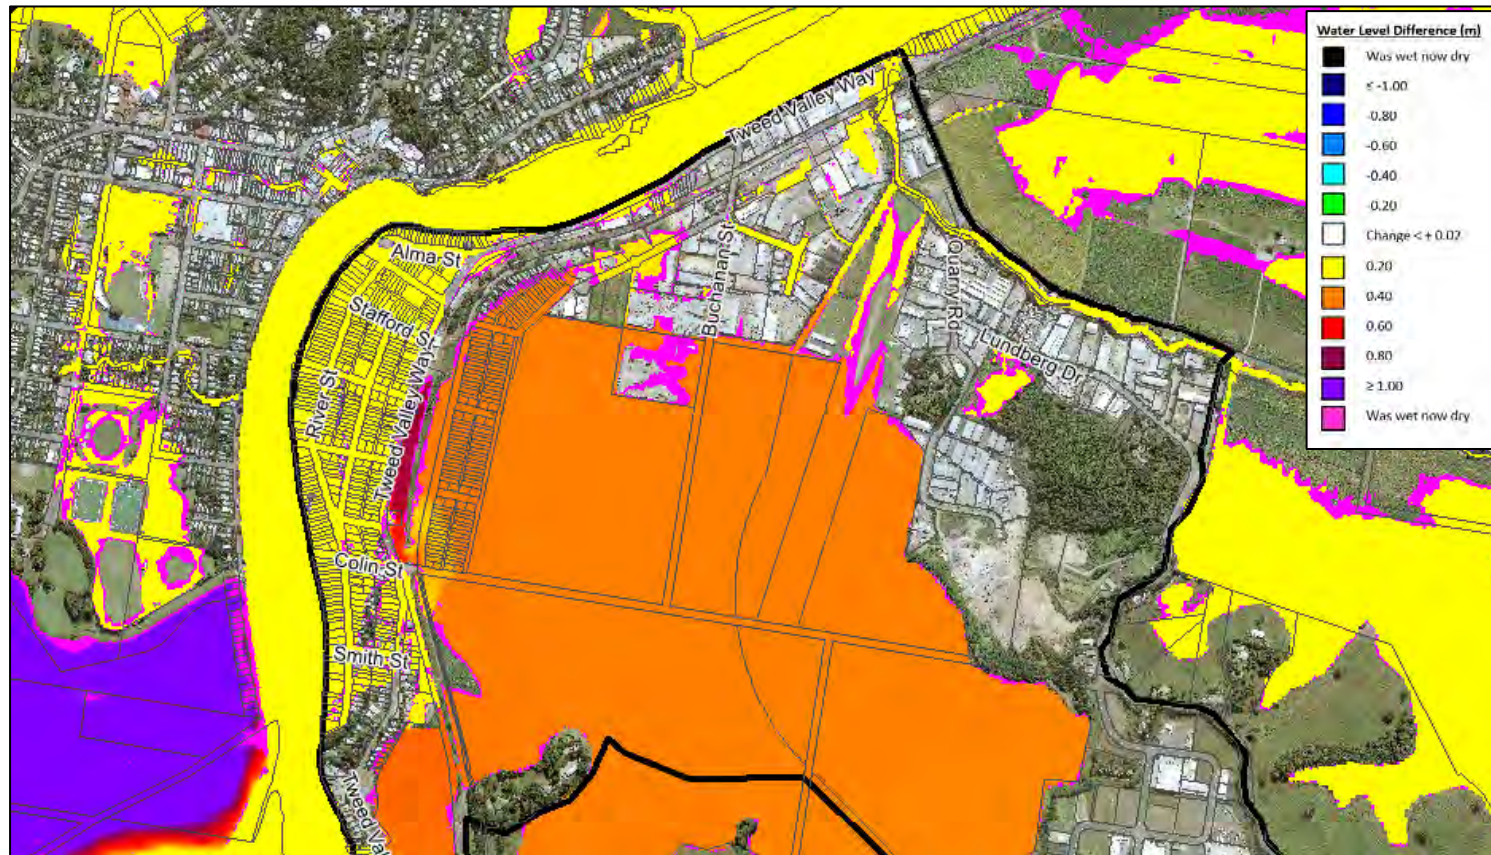 Water Level Difference (m)
Was wet now dry
≤ -1.00
-0.80
-0.60
-0.40
-0.20
Change < + 0.02
0.20
0.40
0.60
0.80
≥ 1.00
Was wet now dry
Tweed Valley Way
Alma St
Stafford St
Buchanan St
Quarry Rd
Lundberg Dr
River St
Tweed Valley Way
Colin St
Smith St
Tweed Val